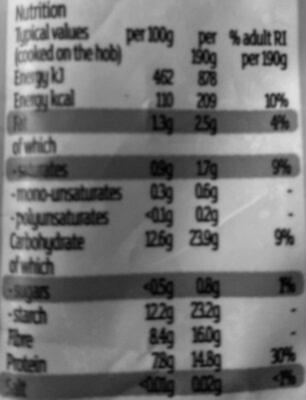 Nutrition
Typical values per 100g per % adult RI
(cooked on the hob) 190g per 190g
Energy kJ 462 878
Energy kcal 110 209 10%
Fat 1.3g 2.5g 4%
of which
- saturates 0.9g 1.7g 9%
- mono-unsaturates 0.3g 0.6g -
- polyunsaturates <0.1g 0.2g -
Carbohydrate 12.6g 23.9g 9%
of which
- sugars <0.5g 0.8g 1%
- starch 12.2g 23.2g -
Fibre 8.4g 16.0g -
Protein 7.8g 14.8g 30%
Salt <0.01g 0.02g <1%